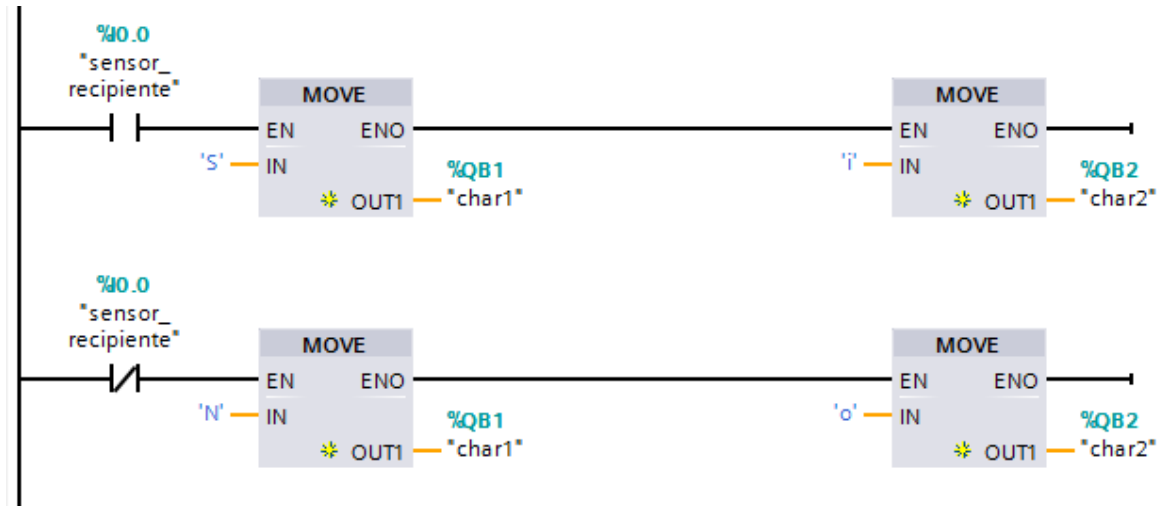 %I0.0
"sensor_
recipiente"
MOVE
MOVE
EN ENO
EN ENO
'S' IN
%QB1
'i' IN
%QB2
OUT1 "char1"
OUT1 "char2"
%I0.0
"sensor_
recipiente"
MOVE
MOVE
EN ENO
EN ENO
'N' IN
%QB1
'o' IN
%QB2
OUT1 "char1"
OUT1 "char2"